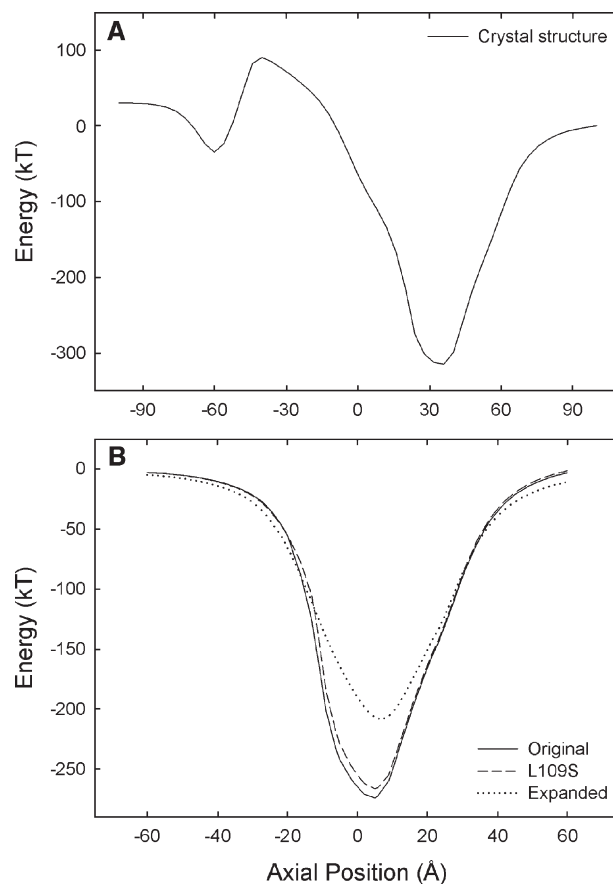 A
Crystal structure
Energy (kT)
100
0
-100
-200
-300
-90 -60 -30 0 30 60 90
B
0
-50
-100
-150
-200
-250
Energy (kT)
Original
L109S
Expanded
-60 -40 -20 0 20 40 60
Axial Position (Å)